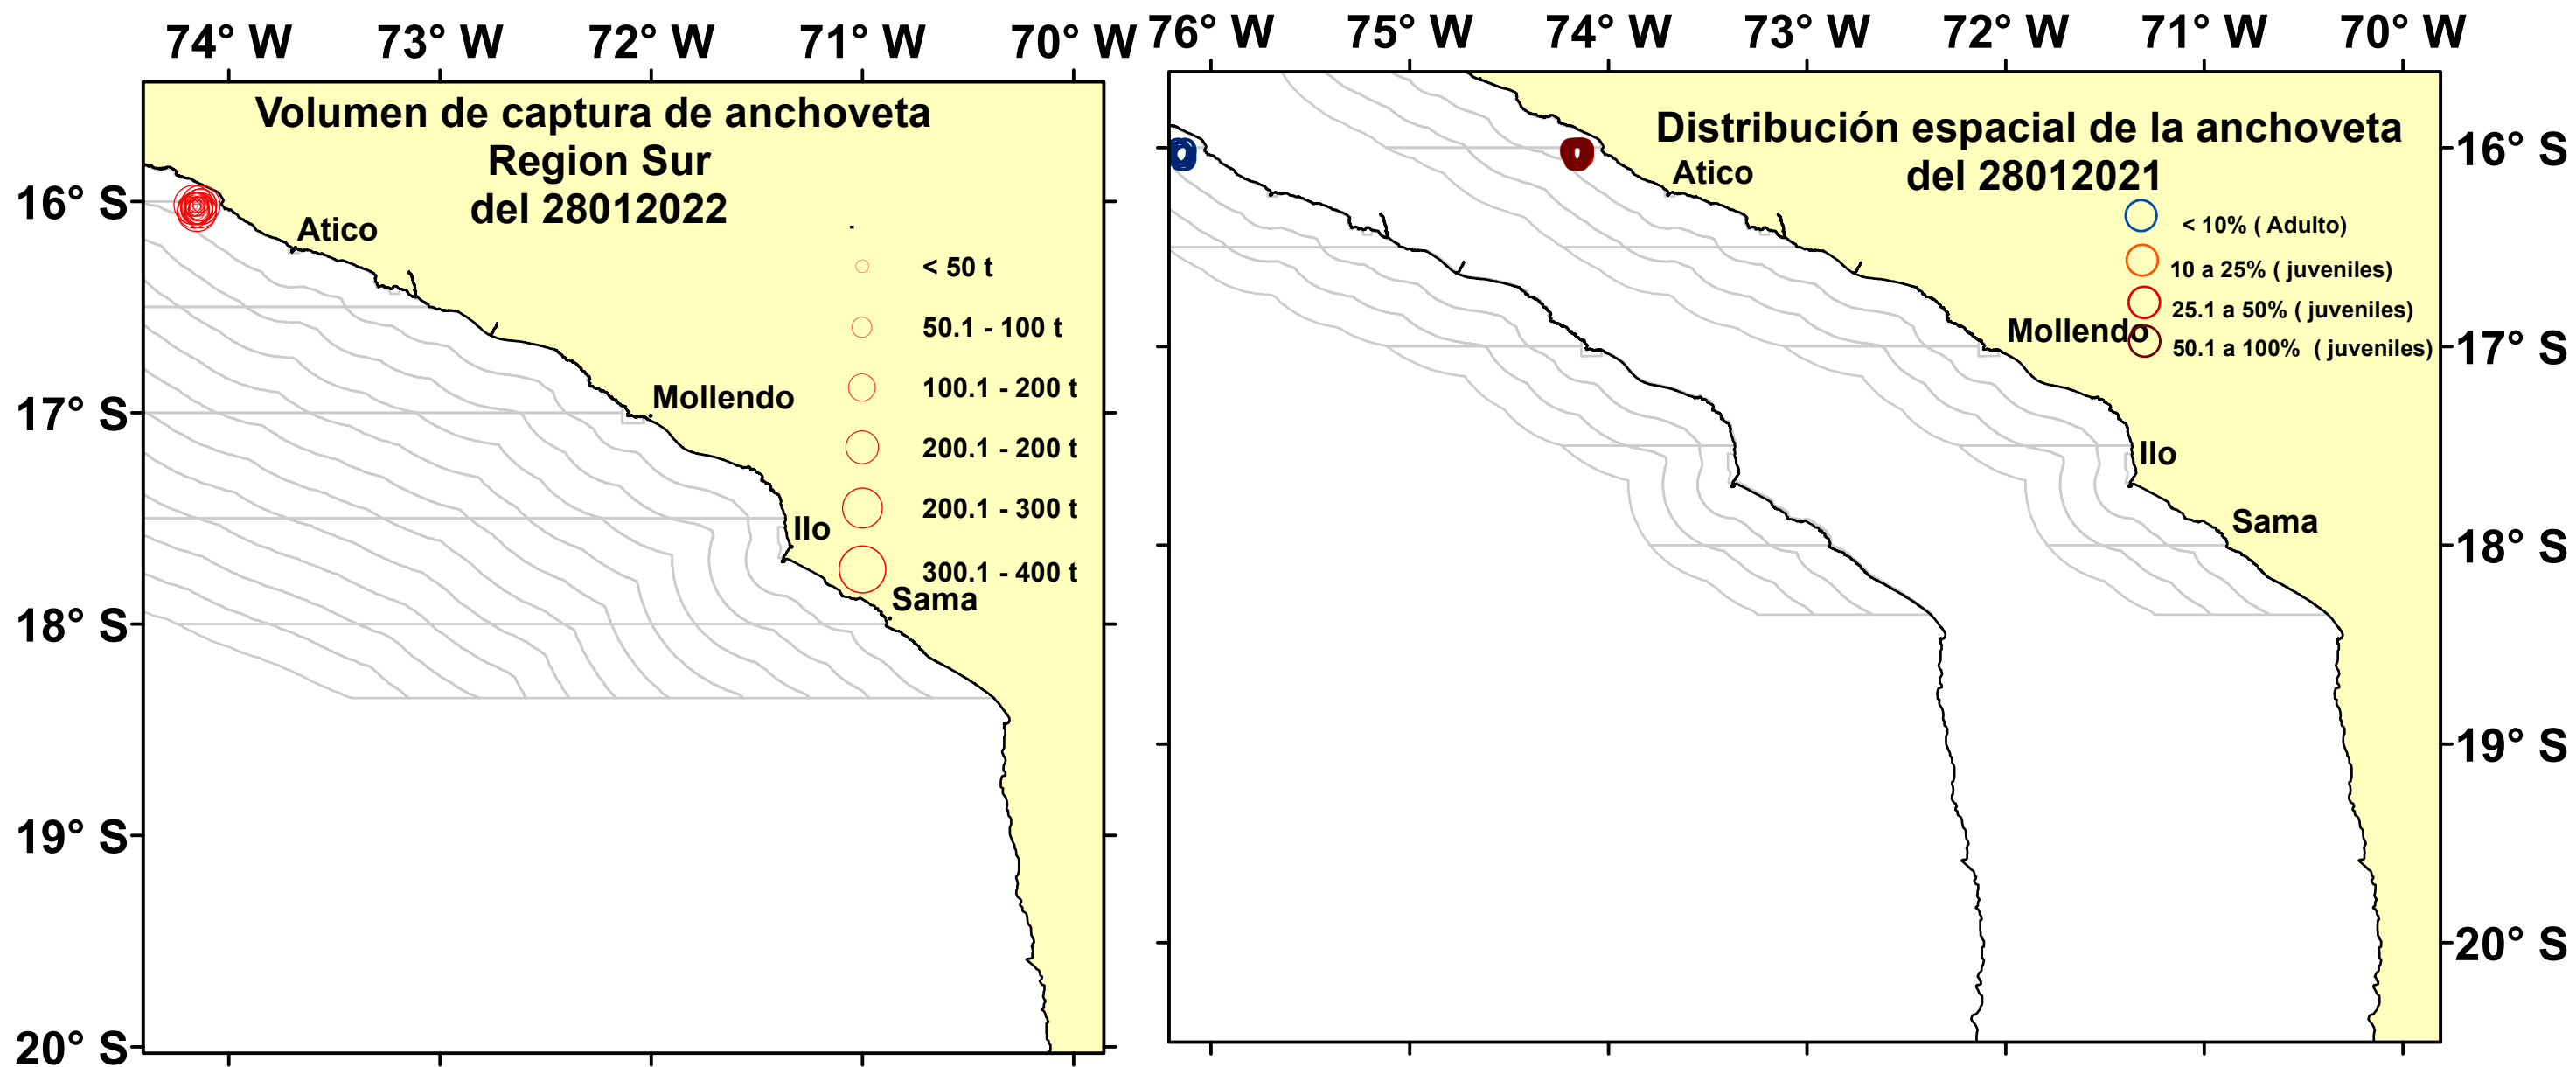 74° W 73° W 72° W 71° W 70° W
Volumen de captura de anchoveta
Region Sur
del 28012022
16° S
17° S
18° S
19° S
20° S
Atico
Mollendo
Ilo
Sama
< 50 t
50.1 - 100 t
100.1 - 200 t
200.1 - 200 t
200.1 - 300 t
300.1 - 400 t
76° W 75° W 74° W 73° W 72° W 71° W 70° W
Distribución espacial de la anchoveta
del 28012021
Atico
Mollendo
Ilo
Sama
< 10% ( Adulto)
10 a 25% ( juveniles)
25.1 a 50% ( juveniles)
50.1 a 100% ( juveniles)
16° S
17° S
18° S
19° S
20° S